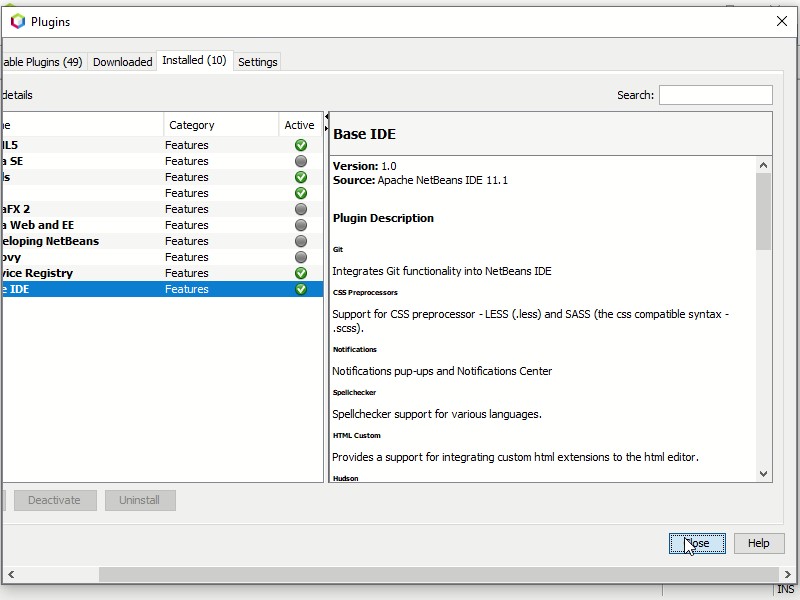 Plugins
able Plugins (49) Downloaded Installed (10) Settings
details
Search:
Category Active
Features
a SE Features
ls Features
Features
aFX 2 Features
a Web and EE Features
eloping NetBeans Features
ovy Features
vice Registry Features
e IDE Features
Base IDE
Version: 1.0
Source: Apache NetBeans IDE 11.1
Plugin Description
Git
Integrates Git functionality into NetBeans IDE
CSS Preprocessors
Support for CSS preprocessor - LESS (.less) and SASS (the css compatible syntax -
.scss).
Notifications
Notifications pup-ups and Notifications Center
Spellchecker
Spellchecker support for various languages.
HTML Custom
Provides a support for integrating custom html extensions to the html editor.
Hudson
Deactivate Uninstall
Close Help
INS